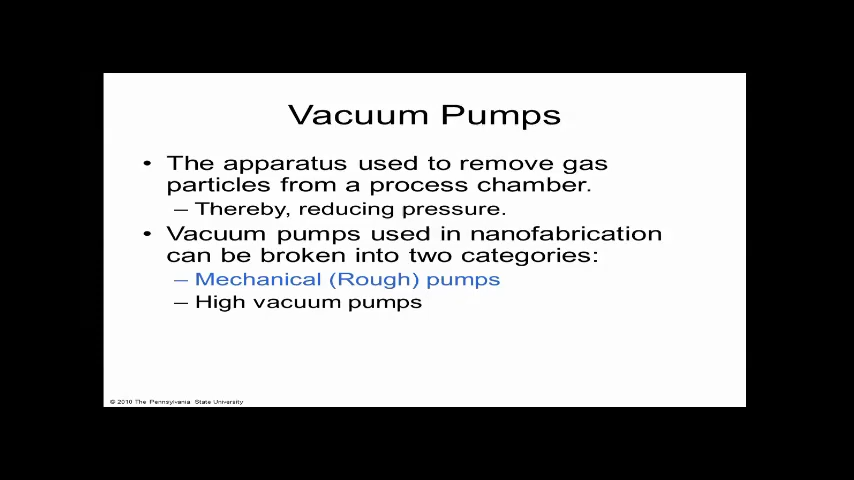 Vacuum Pumps
• The apparatus used to remove gas
particles from a process chamber.
– Thereby, reducing pressure.
• Vacuum pumps used in nanofabrication
can be broken into two categories:
– Mechanical (Rough) pumps
– High vacuum pumps
© 2010 The Pennsylvania State University